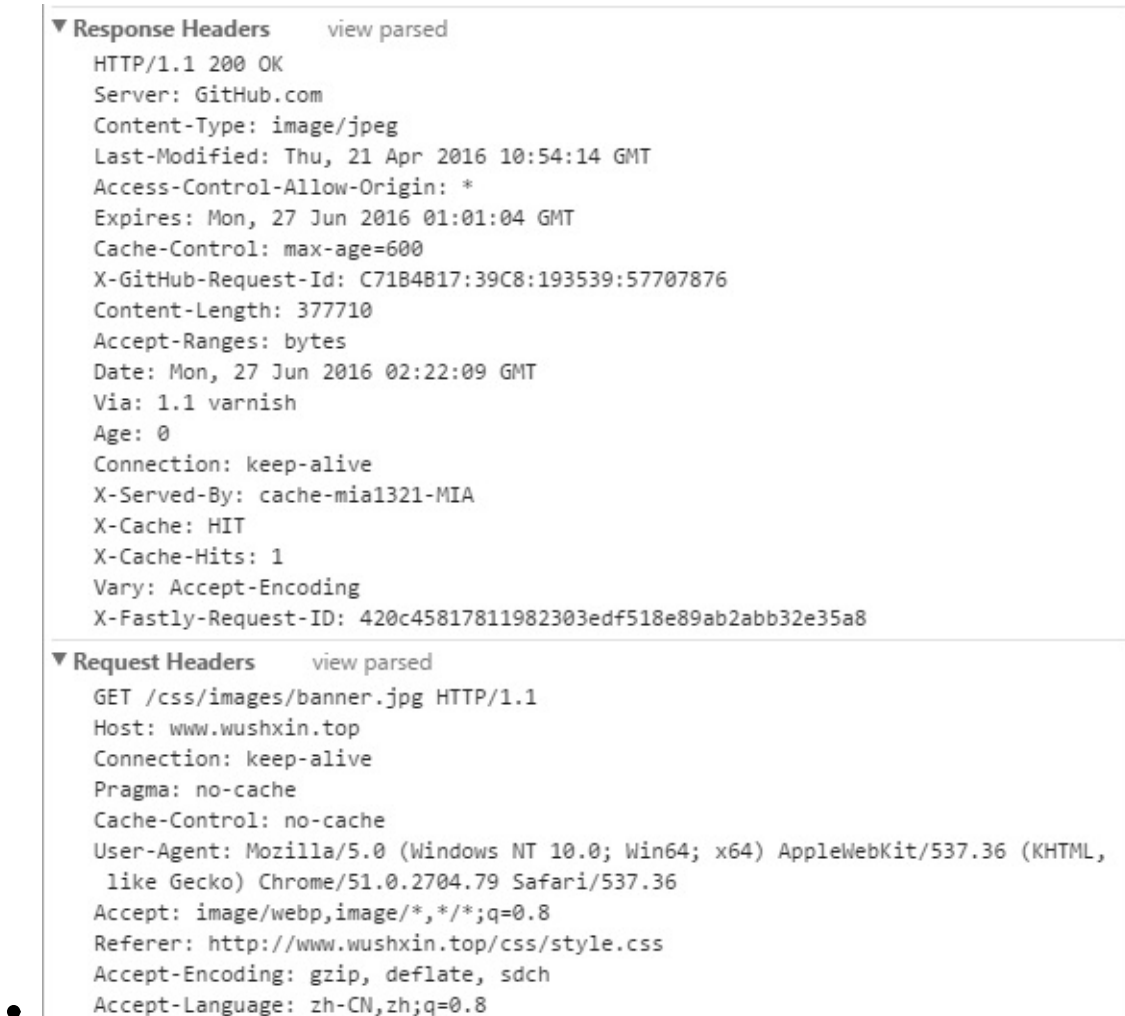 ▼ Response Headers view parsed
HTTP/1.1 200 OK
Server: GitHub.com
Content-Type: image/jpeg
Last-Modified: Thu, 21 Apr 2016 10:54:14 GMT
Access-Control-Allow-Origin: *
Expires: Mon, 27 Jun 2016 01:01:04 GMT
Cache-Control: max-age=600
X-GitHub-Request-Id: C71B4B17:39C8:193539:57707876
Content-Length: 377710
Accept-Ranges: bytes
Date: Mon, 27 Jun 2016 02:22:09 GMT
Via: 1.1 varnish
Age: 0
Connection: keep-alive
X-Served-By: cache-mia1321-MIA
X-Cache: HIT
X-Cache-Hits: 1
Vary: Accept-Encoding
X-Fastly-Request-ID: 420c45817811982303edf518e89ab2abb32e35a8
▼ Request Headers view parsed
GET /css/images/banner.jpg HTTP/1.1
Host: www.wushxin.top
Connection: keep-alive
Pragma: no-cache
Cache-Control: no-cache
User-Agent: Mozilla/5.0 (Windows NT 10.0; Win64; x64) AppleWebKit/537.36 (KHTML,
like Gecko) Chrome/51.0.2704.79 Safari/537.36
Accept: image/webp,image/*,*/*;q=0.8
Referer: http://www.wushxin.top/css/style.css
Accept-Encoding: gzip, deflate, sdch
Accept-Language: zh-CN,zh;q=0.8